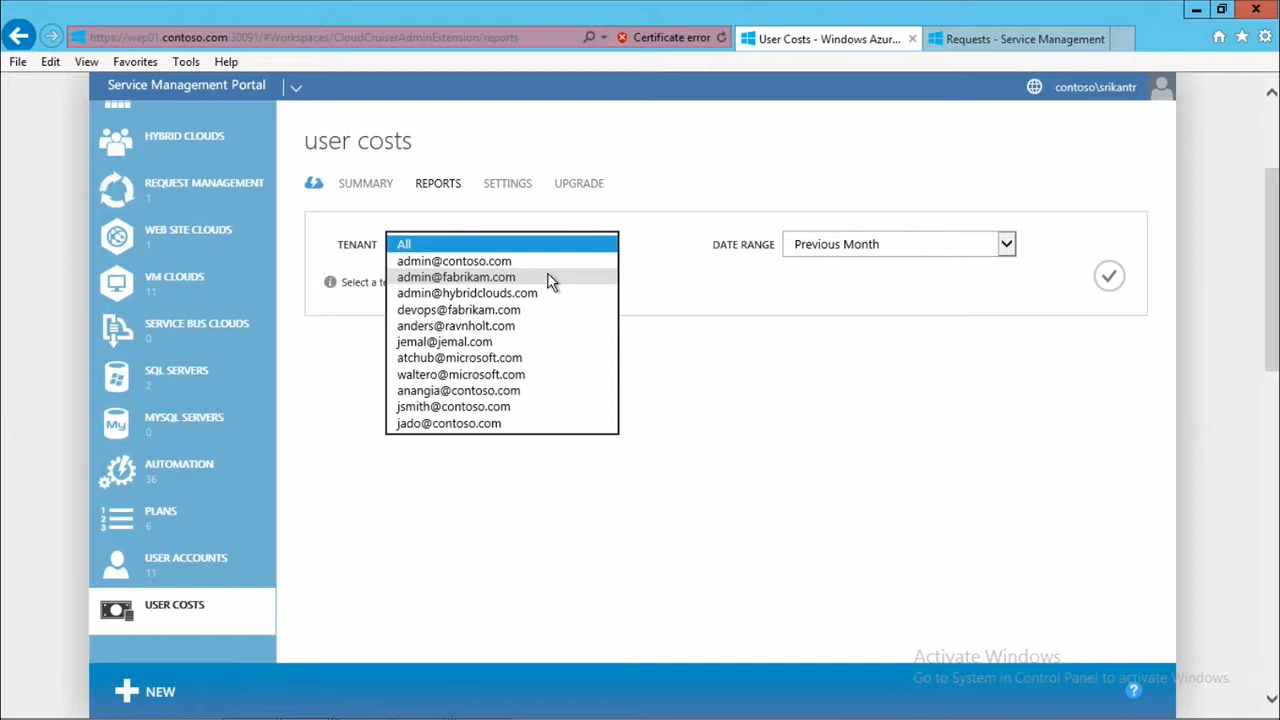 https://wap01.contoso.com:30091/#Workspaces/CloudCruiserAdminExtension/reports
Certificate error
User Costs - Windows Azur...
Requests - Service Management
File Edit View Favorites Tools Help
Service Management Portal
contoso\srikantr
HYBRID CLOUDS
REQUEST MANAGEMENT
1
WEB SITE CLOUDS
1
VM CLOUDS
11
SERVICE BUS CLOUDS
0
SQL SERVERS
2
MYSQL SERVERS
0
AUTOMATION
36
PLANS
6
USER ACCOUNTS
11
USER COSTS
user costs
SUMMARY REPORTS SETTINGS UPGRADE
TENANT
All
admin@contoso.com
admin@fabrikam.com
admin@hybridclouds.com
devops@fabrikam.com
anders@ravnholt.com
jemal@jemal.com
atchub@microsoft.com
waltero@microsoft.com
anangia@contoso.com
jsmith@contoso.com
jado@contoso.com
Select a te
DATE RANGE Previous Month
Activate Windows
Go to System in Control Panel to activate Windows.
NEW